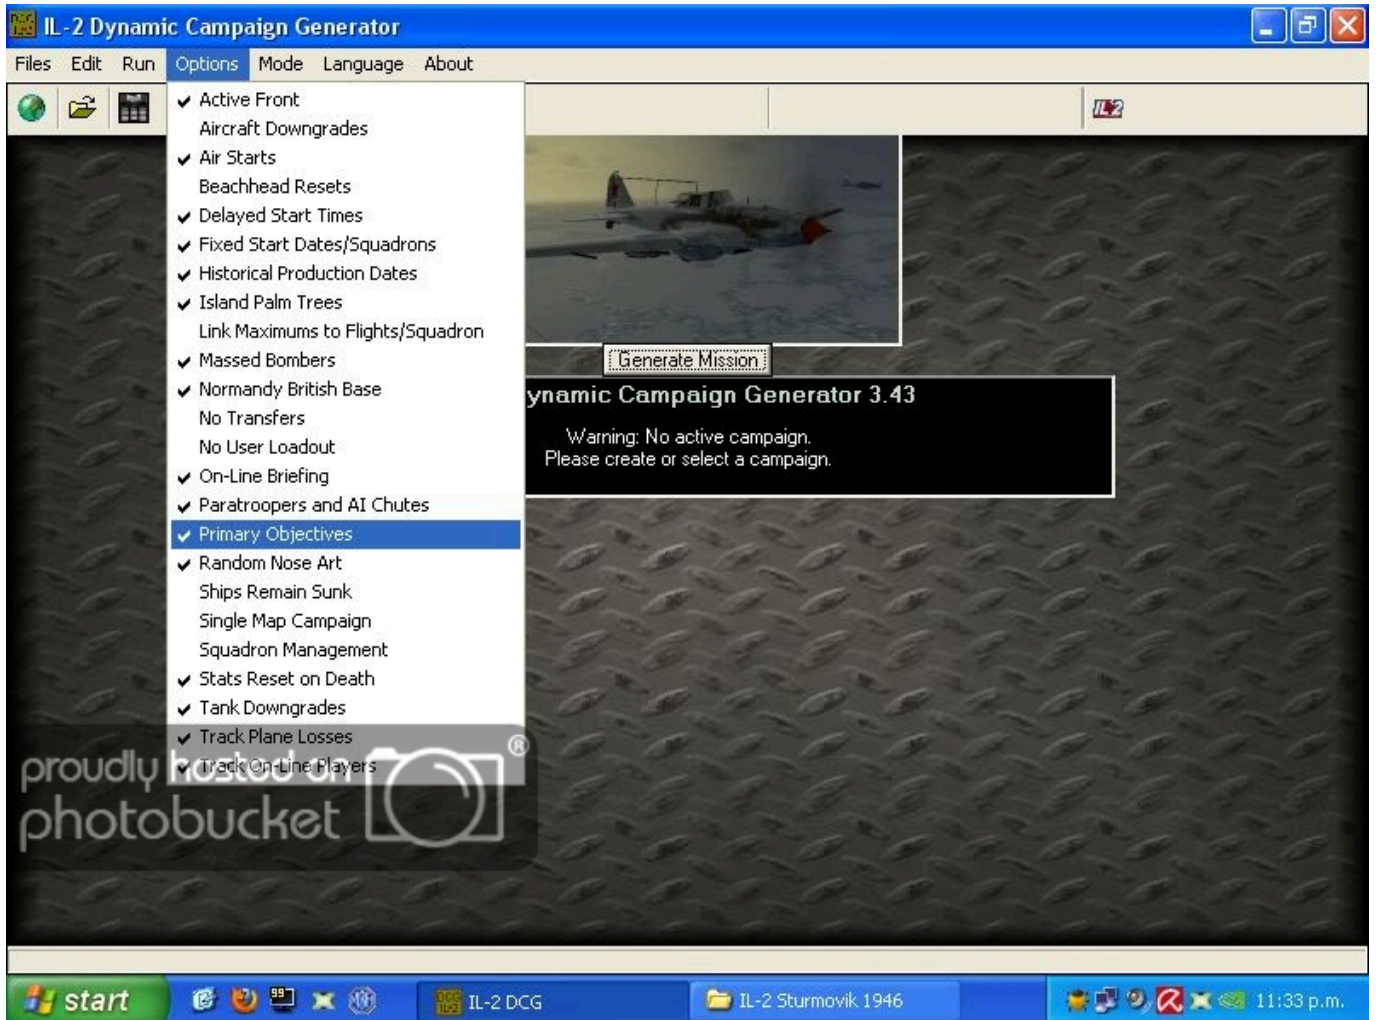 IL-2 Dynamic Campaign Generator
Files Edit Run Options Mode Language About
IL2
Active Front
Aircraft Downgrades
Air Starts
Beachhead Resets
Delayed Start Times
Fixed Start Dates/Squadrons
Historical Production Dates
Island Palm Trees
Link Maximums to Flights/Squadron
Massed Bombers
Normandy British Base
No Transfers
No User Loadout
On-Line Briefing
Paratroopers and AI Chutes
Primary Objectives
Random Nose Art
Ships Remain Sunk
Single Map Campaign
Squadron Management
Stats Reset on Death
Tank Downgrades
Track Plane Losses
Track On-Line Players
Generate Mission
ynamic Campaign Generator 3.43
Warning: No active campaign.
Please create or select a campaign.
proudly hosted on
photobucket ®
start
99
IL-2 DCG
IL-2 Sturmovik 1946
11:33 p.m.